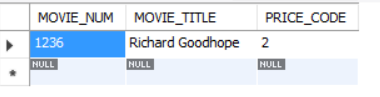 MOVIE_NUM MOVIE_TITLE PRICE_CODE
1236 Richard Goodhope 2
* NULL NULL NULL